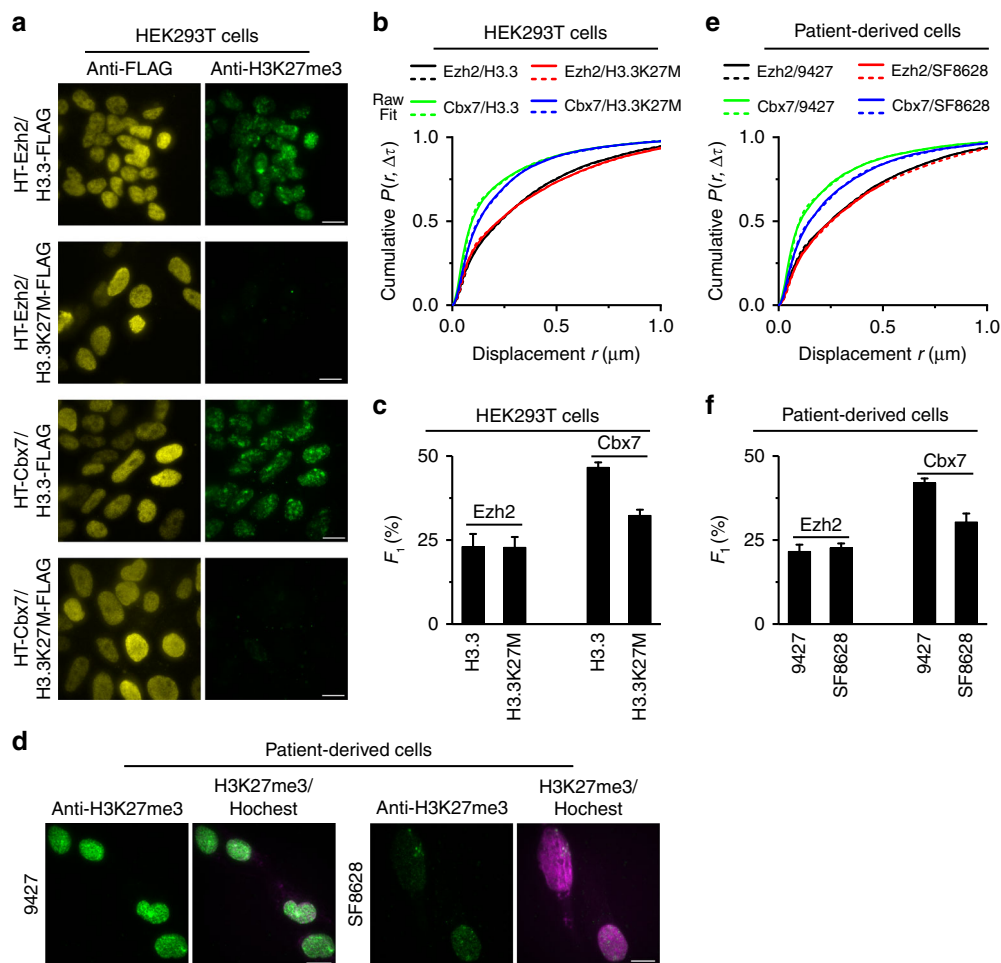 a
HEK293T cells
Anti-FLAG
Anti-H3K27me3
HT-Ezh2/
H3.3-FLAG
HT-Ezh2/
H3.3K27M-FLAG
HT-Cbx7/
H3.3-FLAG
HT-Cbx7/
H3.3K27M-FLAG
b
HEK293T cells
Ezh2/H3.3
Ezh2/H3.3K27M
Raw
Fit
Cbx7/H3.3
Cbx7/H3.3K27M
Cumulative P(r, Δτ)
1.0
0.5
0.0
0.0
0.5
1.0
Displacement r (μm)
c
HEK293T cells
Cbx7
Ezh2
F1 (%)
50
25
0
H3.3
H3.3K27M
H3.3
H3.3K27M
e
Patient-derived cells
Ezh2/9427
Ezh2/SF8628
Cbx7/9427
Cbx7/SF8628
Cumulative P(r, Δτ)
1.0
0.5
0.0
0.0
0.5
1.0
Displacement r (μm)
f
Patient-derived cells
Cbx7
Ezh2
F1 (%)
50
25
0
9427
SF8628
9427
SF8628
d
Patient-derived cells
Anti-H3K27me3
H3K27me3/
Hochest
Anti-H3K27me3
H3K27me3/
Hochest
9427
SF8628